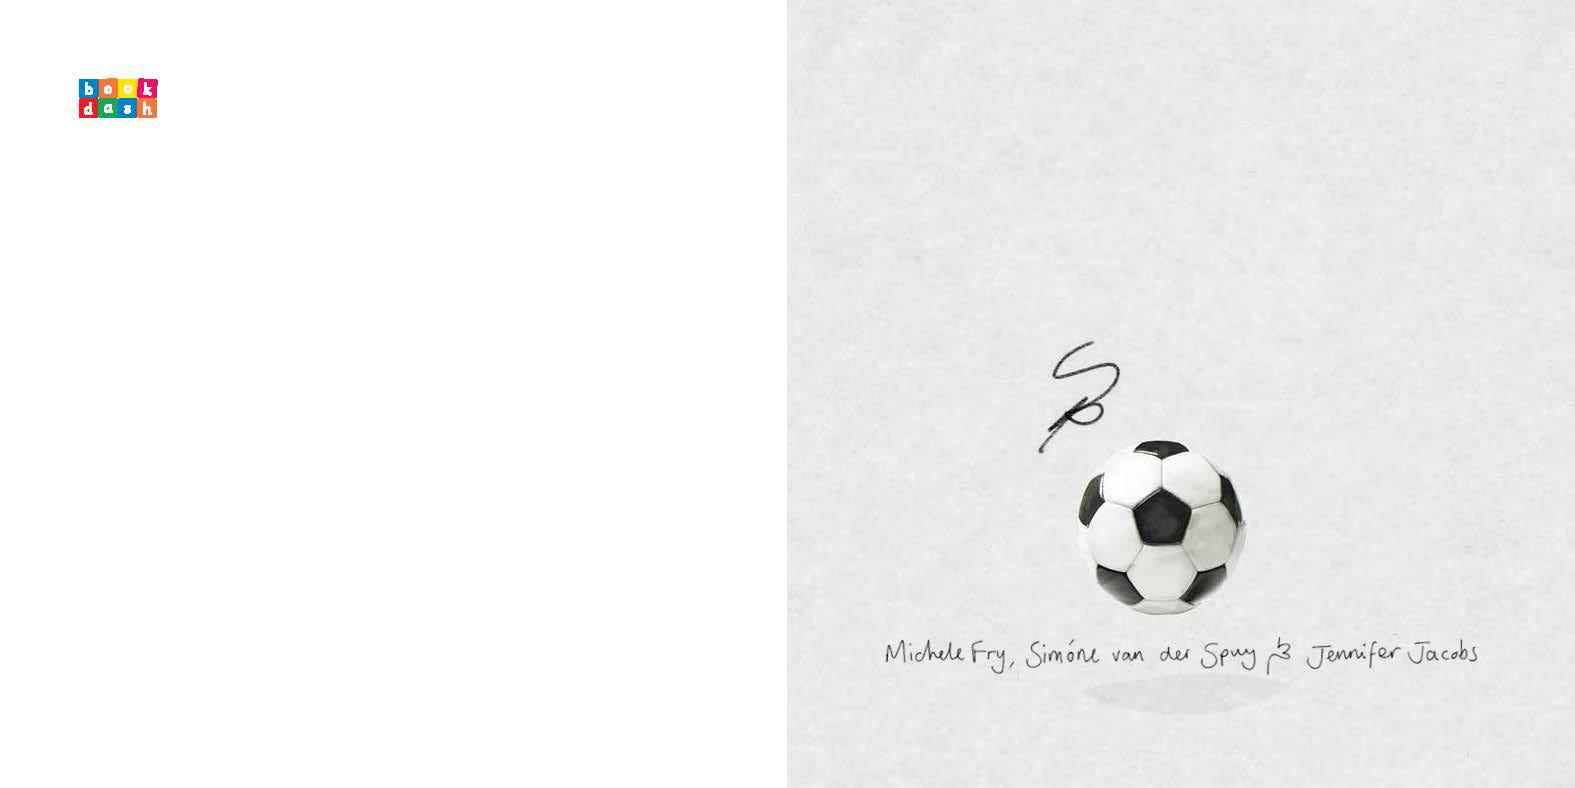 book
dash
Michele Fry, Simóne van der Spuy & Jennifer Jacobs